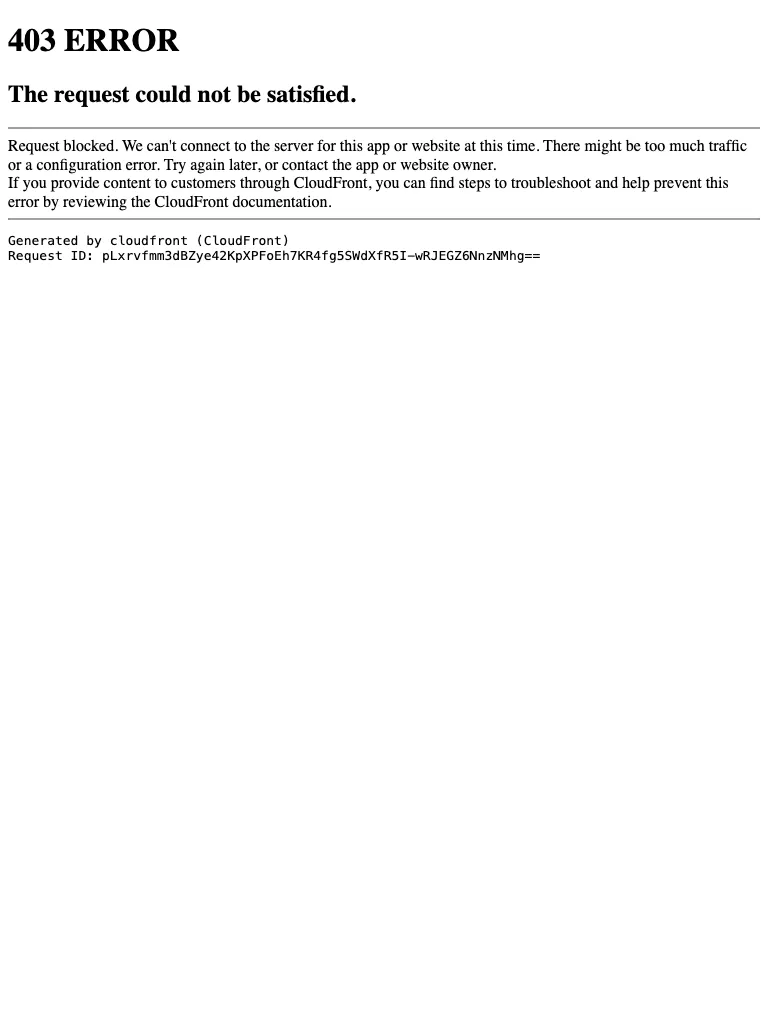 403 ERROR
The request could not be satisfied.
Request blocked. We can't connect to the server for this app or website at this time. There might be too much traffic
or a configuration error. Try again later, or contact the app or website owner.
If you provide content to customers through CloudFront, you can find steps to troubleshoot and help prevent this
error by reviewing the CloudFront documentation.
Generated by cloudfront (CloudFront)
Request ID: pLxrvfmm3dBZye42KpXPFoEh7KR4fg5SWdXfR5I-wRJEGZ6NnzNMhg==